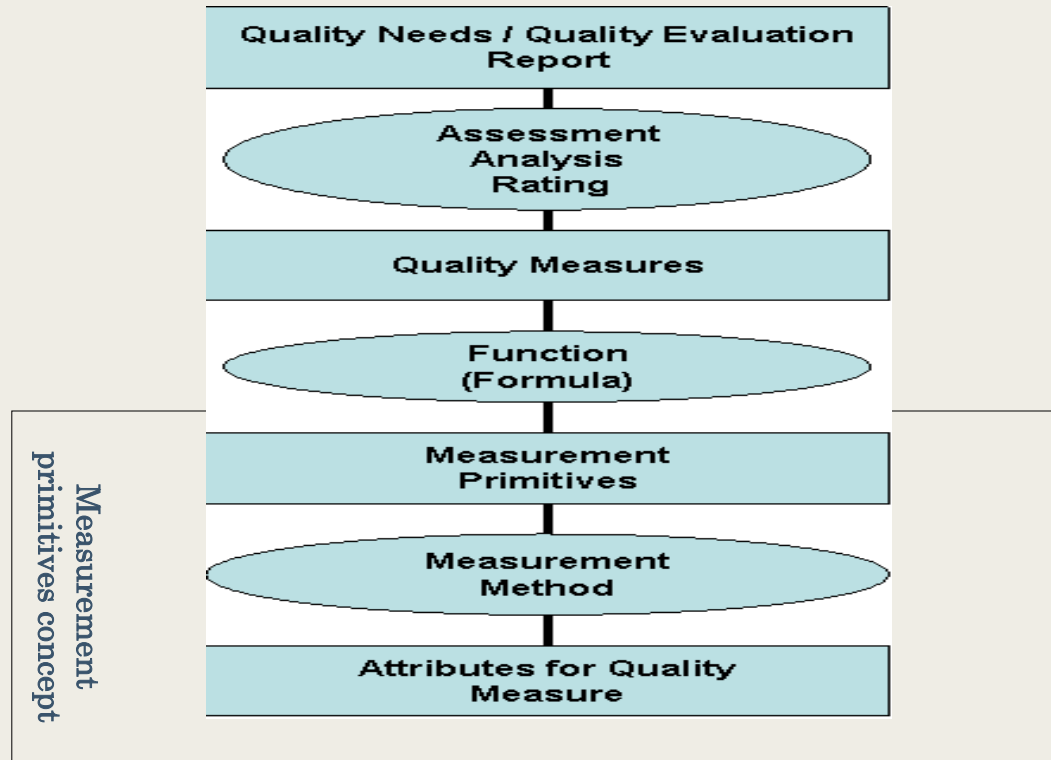 Quality Needs / Quality Evaluation
Report
Assessment
Analysis
Rating
Quality Measures
Function
(Formula)
Measurement
Primitives
Measurement
Method
Attributes for Quality
Measure
Measurement
primitives concept